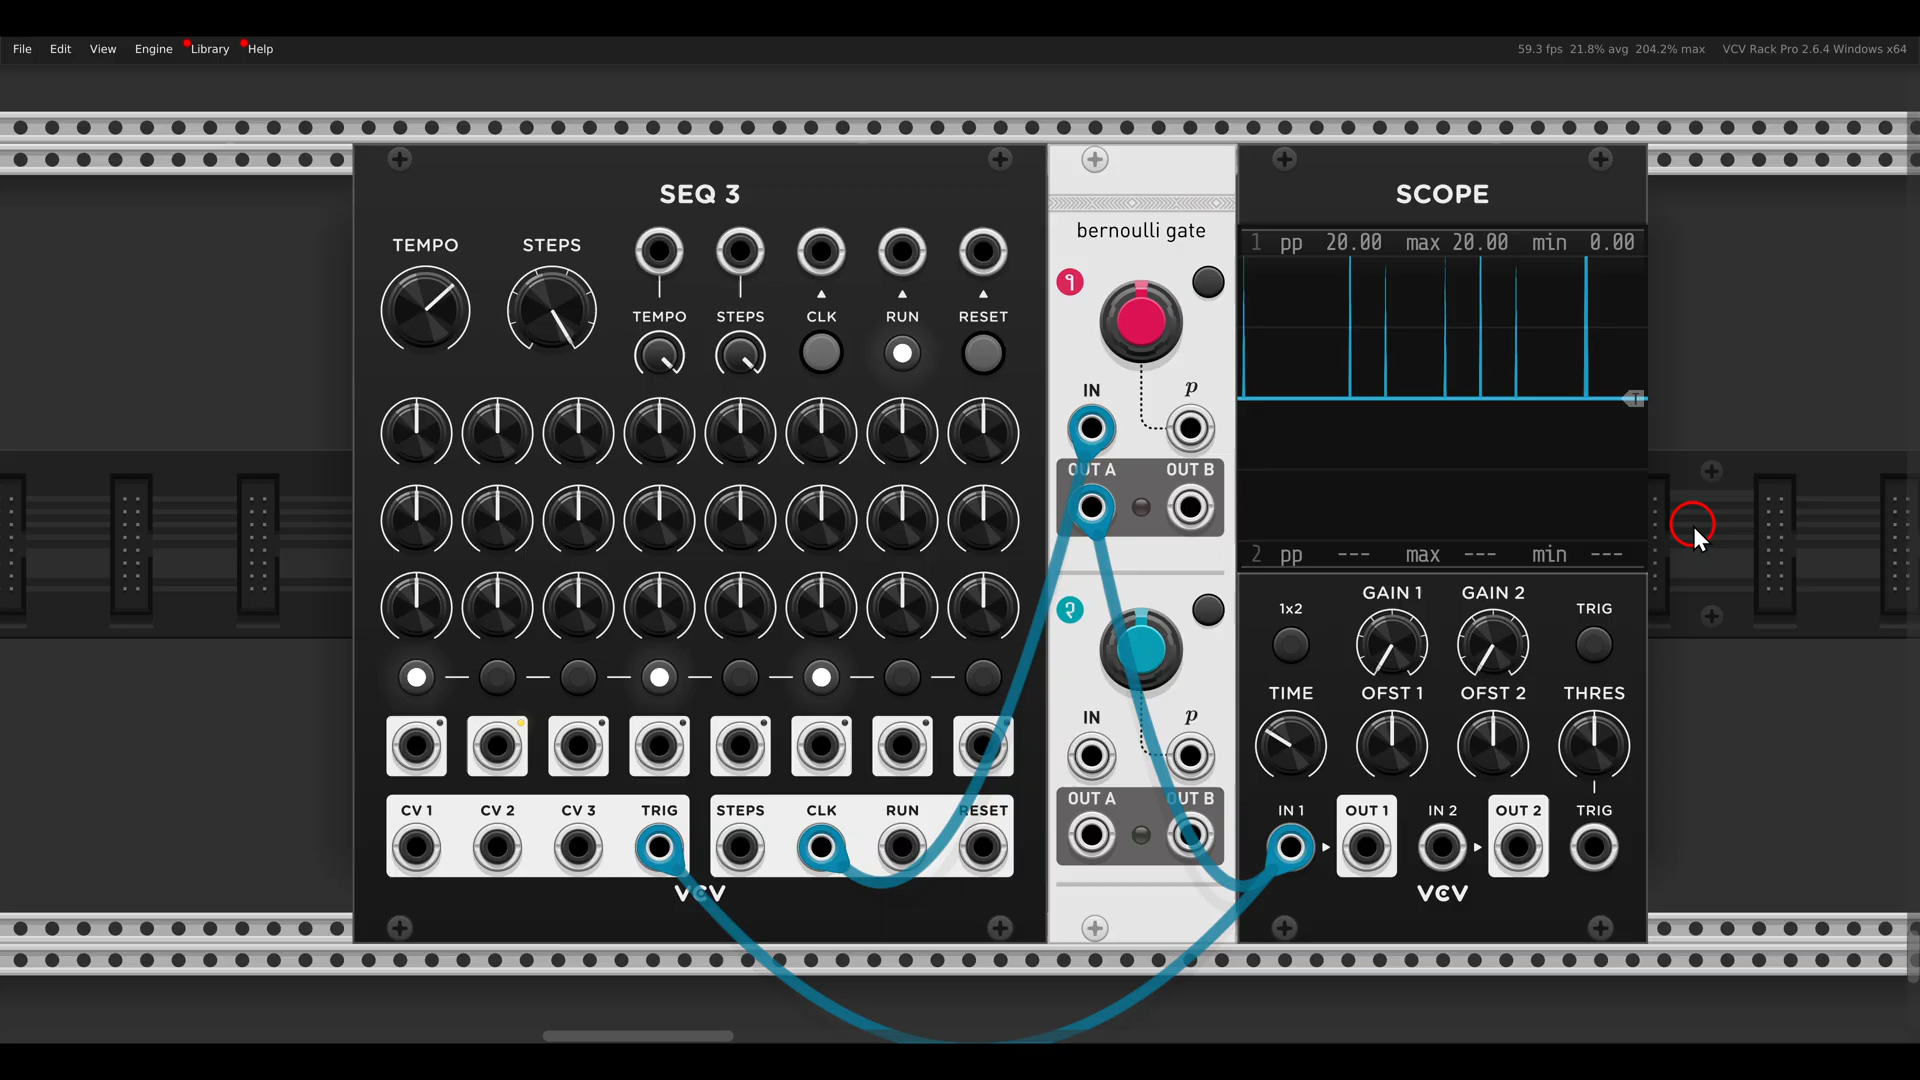 File Edit View Engine Library Help
59.3 fps 21.8% avg 204.2% max VCV Rack Pro 2.6.4 Windows x64
SEQ 3
TEMPO STEPS
TEMPO STEPS CLK RUN RESET
CV 1 CV 2 CV 3 TRIG STEPS CLK RUN RESET
VCV
bernoulli gate
१
IN p
OUT A OUT B
२
IN p
OUT A OUT B
SCOPE
1 pp 20.00 max 20.00 min 0.00
T
2 pp --- max --- min ---
1x2 GAIN 1 GAIN 2 TRIG
TIME OFST 1 OFST 2 THRES
IN 1 OUT 1 IN 2 OUT 2 TRIG
VCV